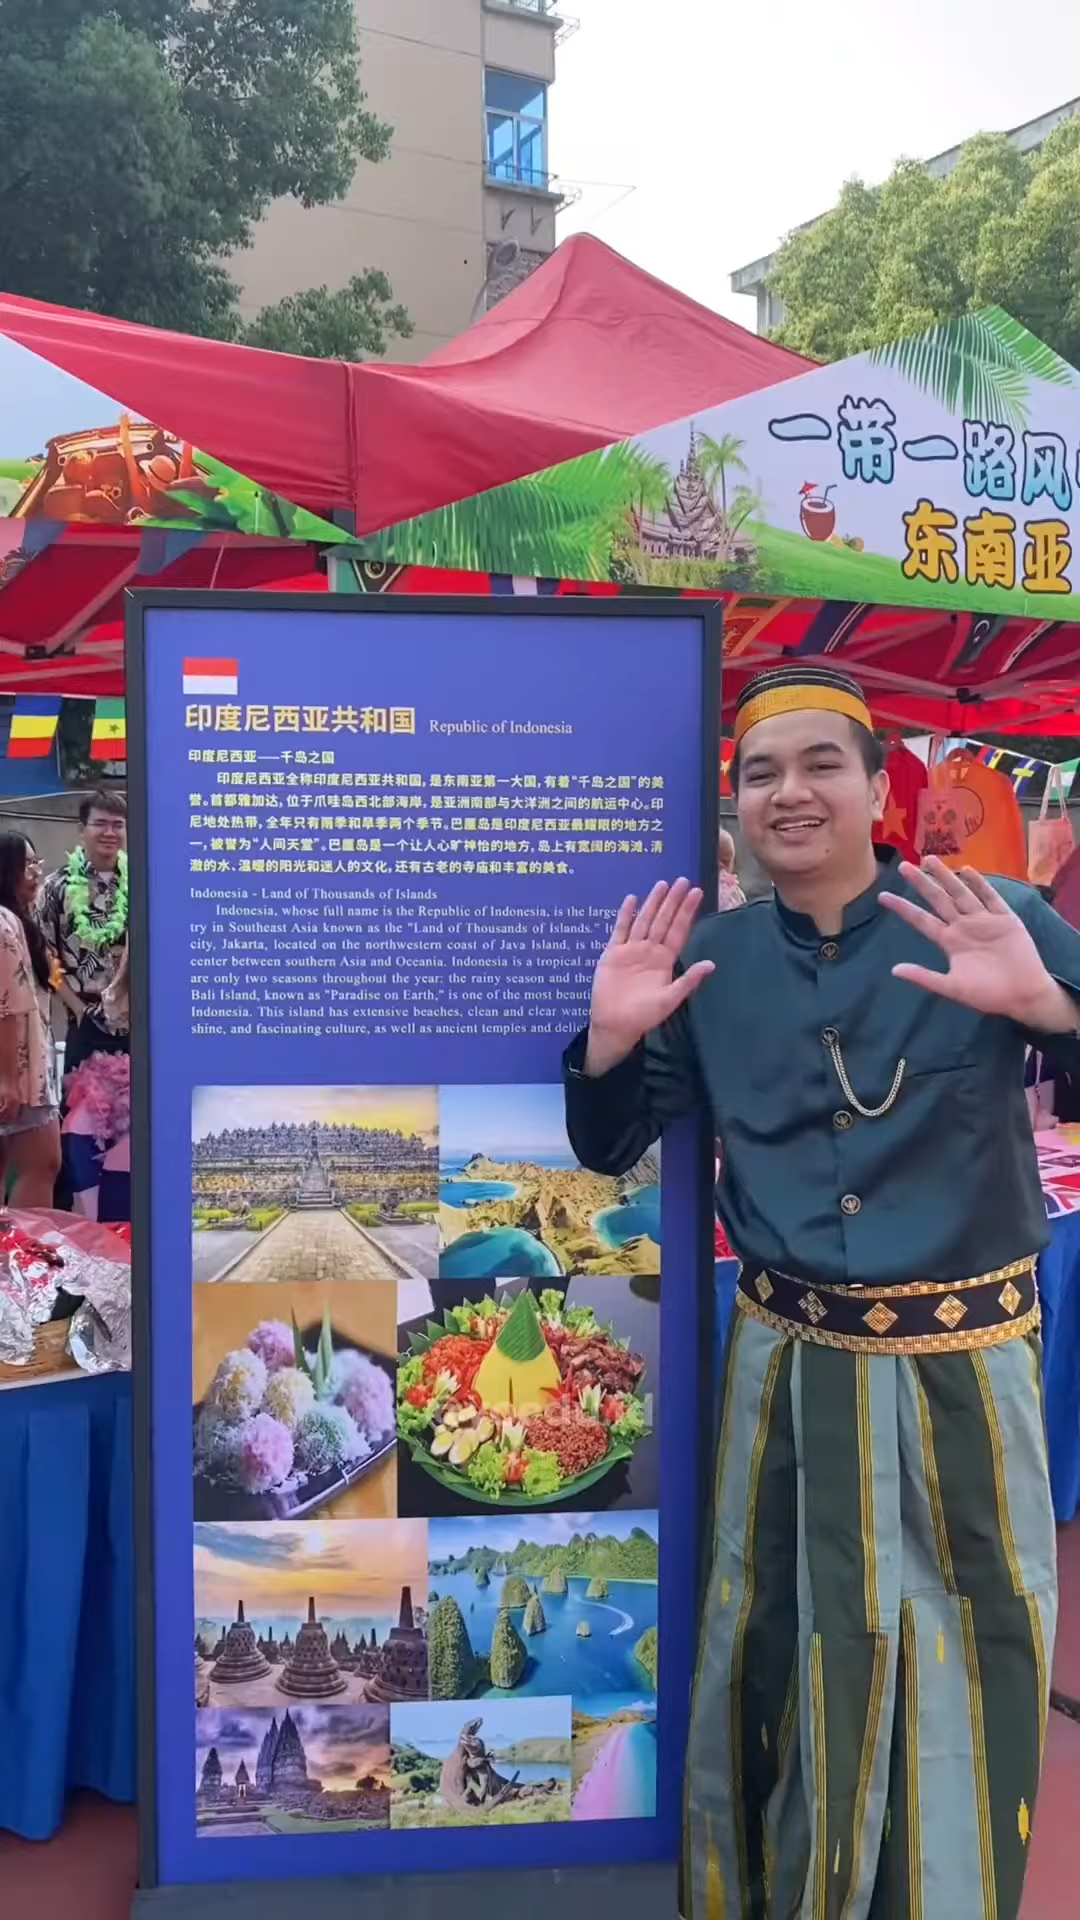 一带一路风
东南亚
印度尼西亚共和国 Republic of Indonesia
印度尼西亚——千岛之国
印度尼西亚全称印度尼西亚共和国，是东南亚第一大国，有着“千岛之国”的美
誉。首都雅加达，位于爪哇岛西北部海岸，是亚洲南部与大洋洲之间的航运中心。印
尼地处热带，全年只有雨季和旱季两个季节。巴厘岛是印度尼西亚最耀眼的地方之
一，被誉为“人间天堂”。巴厘岛是一个让人心旷神怡的地方，岛上有宽阔的海滩、清
澈的水、温暖的阳光和迷人的文化，还有古老的寺庙和丰富的美食。
Indonesia - Land of Thousands of Islands
Indonesia, whose full name is the Republic of Indonesia, is the
try in Southeast Asia known as the "Land of Thousands of Islands."
city, Jakarta, located on the northwestern coast of Java Island, is the
center between southern Asia and Oceania. Indonesia is a tropical
are only two seasons throughout the year: the rainy season and the
Bali Island, known as "Paradise on Earth," is one of the most
Indonesia. This island has extensive beaches, clean and clear
shine, and fascinating culture, as well as ancient temples and